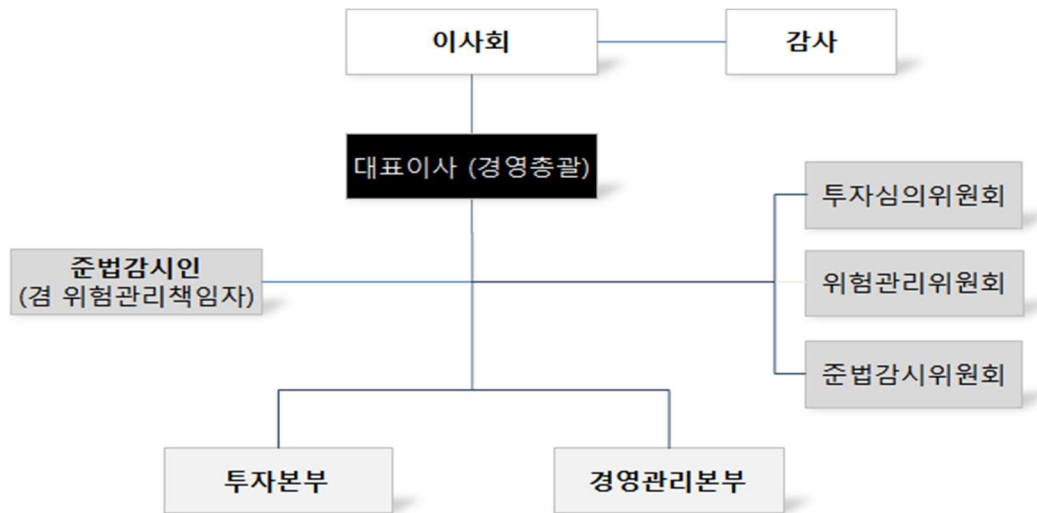 이사회
감사
대표이사 (경영총괄)
투자심의위원회
준법감시인
(겸 위험관리책임자)
위험관리위원회
준법감시위원회
투자본부
경영관리본부